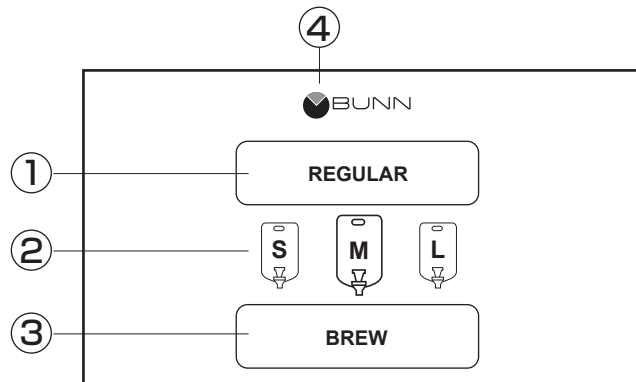 ④
BUNN
① REGULAR
② S M L
③ BREW